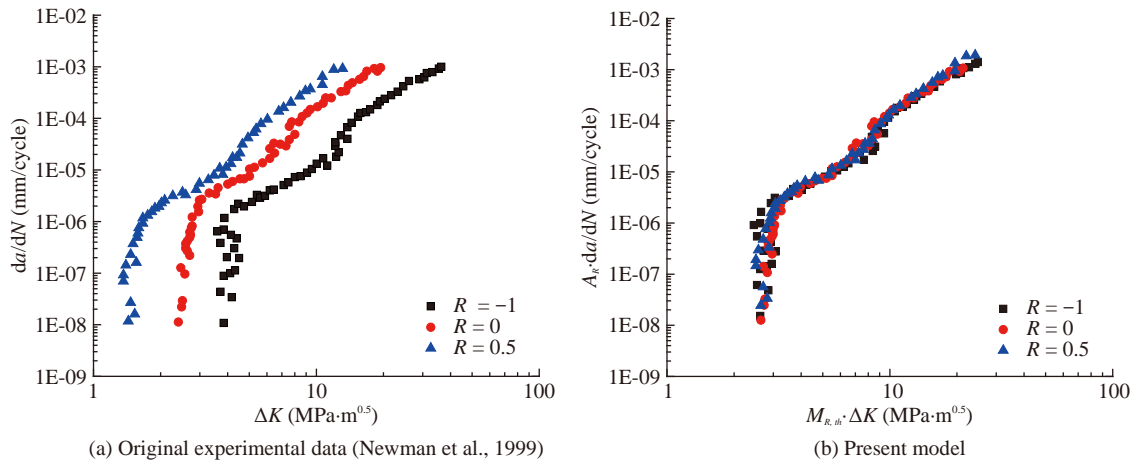 1E-02
1E-03
1E-04
1E-05
1E-06
1E-07
1E-08
1E-09
da/dN (mm/cycle)
R = −1
R = 0
R = 0.5
1 10 100
ΔK (MPa·m^0.5)
(a) Original experimental data (Newman et al., 1999)
1E-02
1E-03
1E-04
1E-05
1E-06
1E-07
1E-08
1E-09
A_R·da/dN (mm/cycle)
R = −1
R = 0
R = 0.5
1 10 100
M_R, th·ΔK (MPa·m^0.5)
(b) Present model